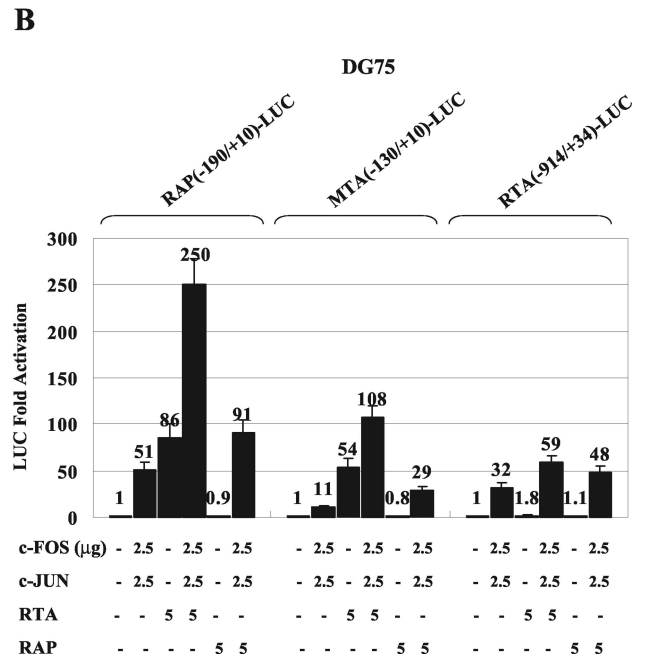 B
DG75
RAP(-190/+10)-LUC MTA(-130/+10)-LUC RTA(-914/+34)-LUC
LUC Fold Activation
300
250
200
150
100
50
0
1 51 86 250 0.9 91 1 11 54 108 0.8 29 1 32 1.8 59 1.1 48
c-FOS (μg) - 2.5 - 2.5 - 2.5 - 2.5 - 2.5 - 2.5 - 2.5 - 2.5 - 2.5
c-JUN - 2.5 - 2.5 - 2.5 - 2.5 - 2.5 - 2.5 - 2.5 - 2.5 - 2.5
RTA - - 5 5 - - - - 5 5 - - - - 5 5 - -
RAP - - - - 5 5 - - - - 5 5 - - - - 5 5